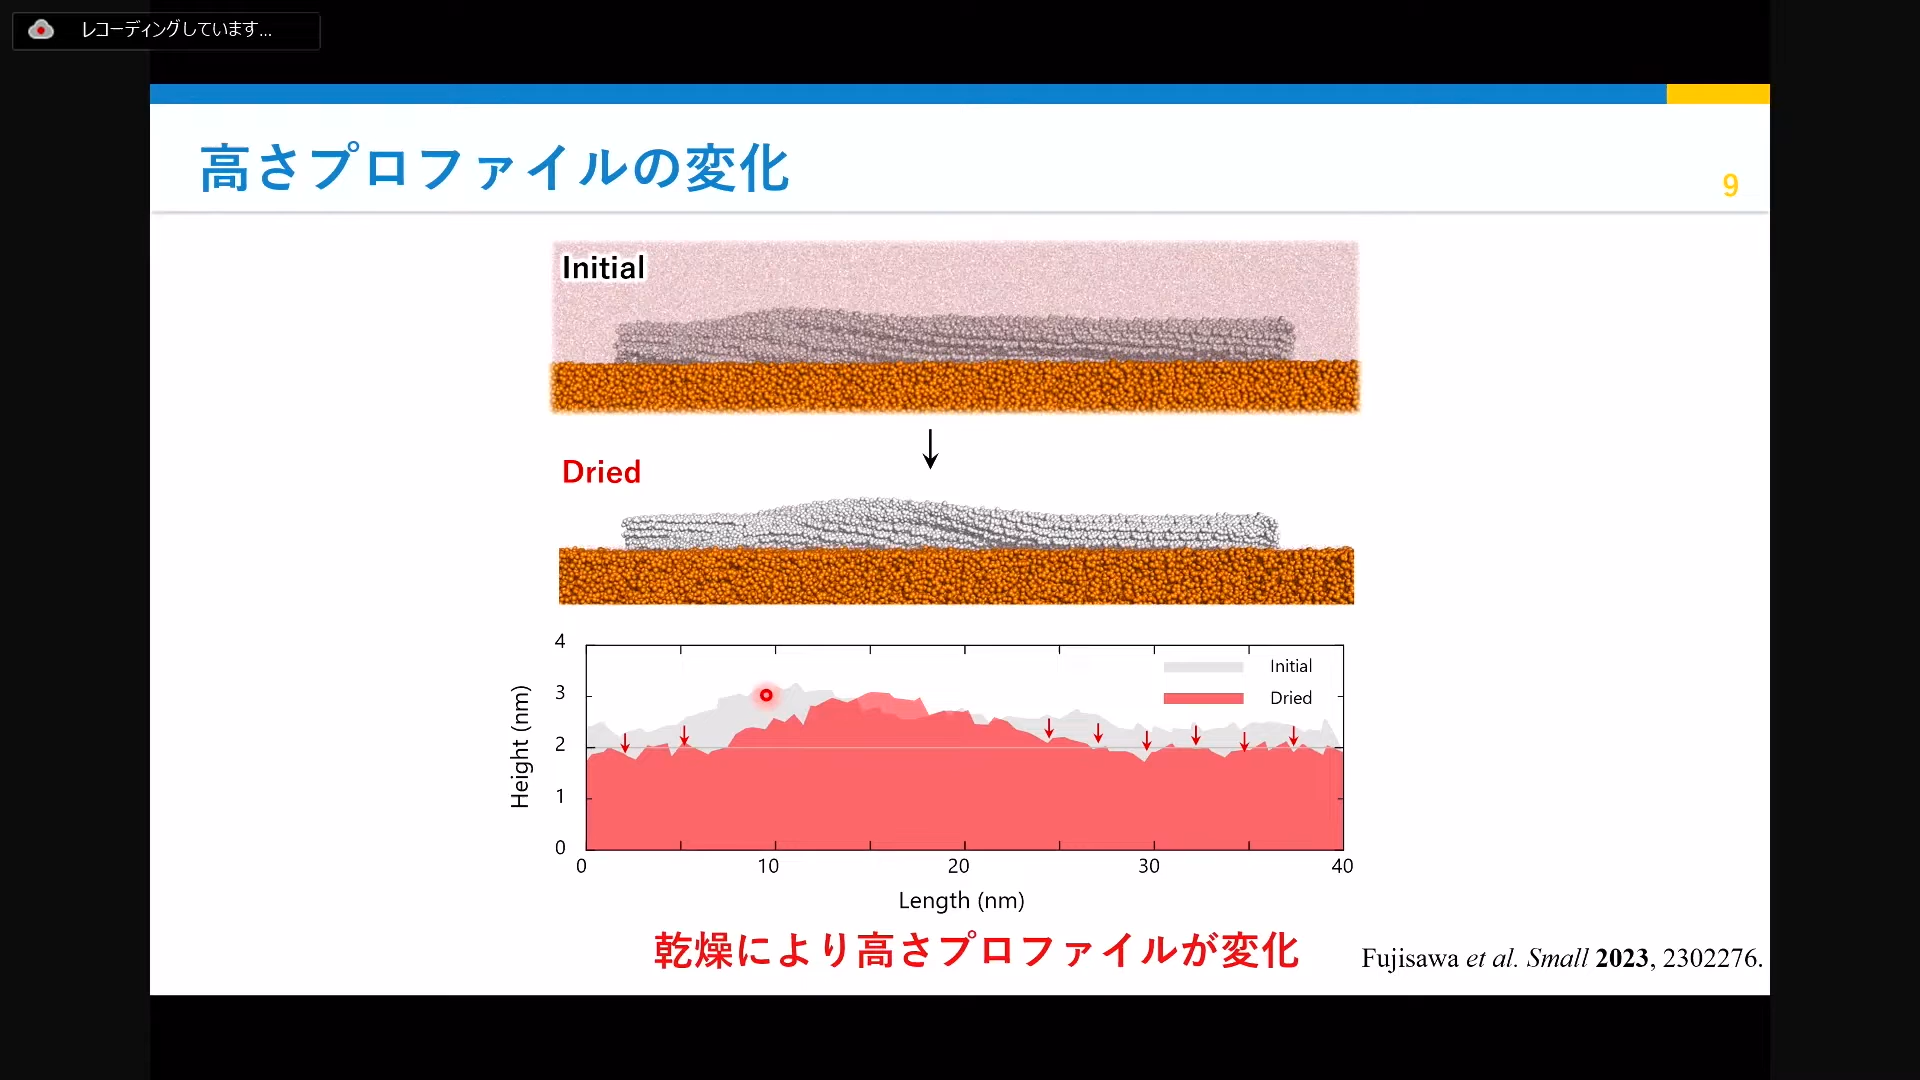 レコーディングしています...
高さプロファイルの変化
9
Initial
Dried
4
3
2
1
0
Height (nm)
Initial
Dried
0 10 20 30 40
Length (nm)
乾燥により高さプロファイルが変化
Fujisawa et al. Small 2023, 2302276.